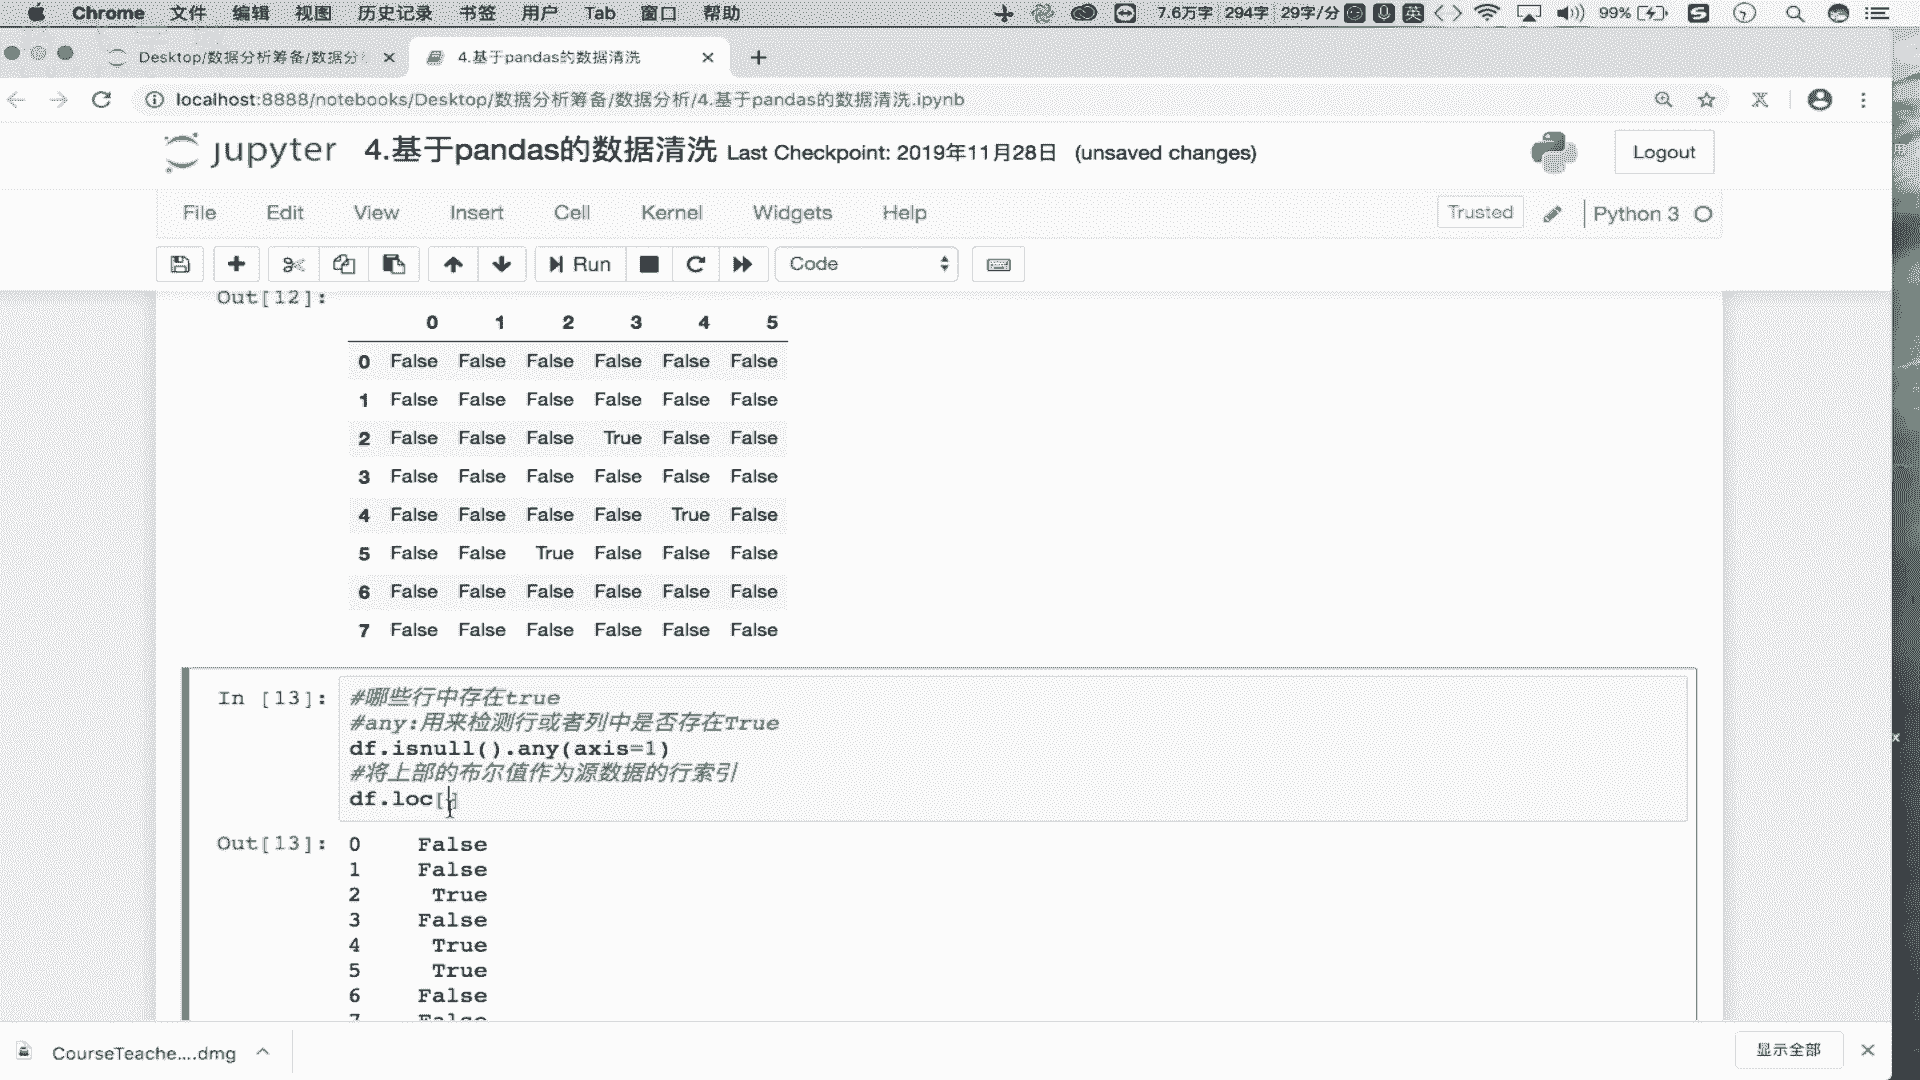 Chrome 文件 编辑 视图 历史记录 书签 用户 Tab 窗口 帮助 7.6万字 294字 29字/分 英 99%
Desktop/数据分析筹备/数据分 4.基于pandas的数据清洗
localhost:8888/notebooks/Desktop/数据分析筹备/数据分析/4.基于pandas的数据清洗.ipynb
jupyter 4.基于pandas的数据清洗 Last Checkpoint: 2019年11月28日 (unsaved changes) Logout
File Edit View Insert Cell Kernel Widgets Help Trusted Python 3
Run Code
Out[12]:
0 1 2 3 4 5
0 False False False False False False
1 False False False False False False
2 False False False True False False
3 False False False False False False
4 False False False False True False
5 False False True False False False
6 False False False False False False
7 False False False False False False
In [13]: #哪些行中存在true
#any:用来检测行或者列中是否存在True
df.isnull().any(axis=1)
#将上部的布尔值作为源数据的行索引
df.loc[]
Out[13]: 0 False
1 False
2 True
3 False
4 True
5 True
6 False
7 False
CourseTeache....dmg 显示全部